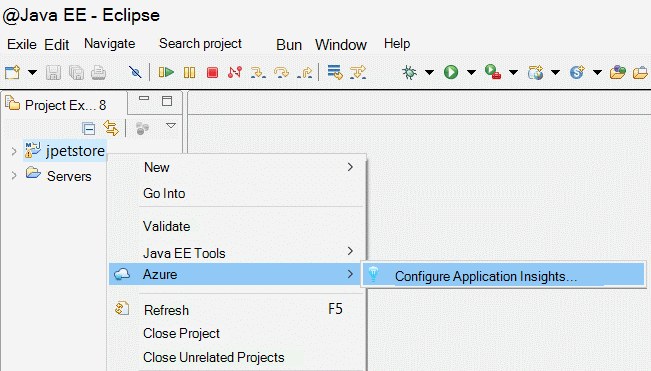 @Java EE - Eclipse
Exile Edit Navigate Search project Bun Window Help
Project Ex... 8
jpetstore
Servers
New
Go Into
Validate
Java EE Tools
Azure
Configure Application Insights...
Refresh F5
Close Project
Close Unrelated Projects